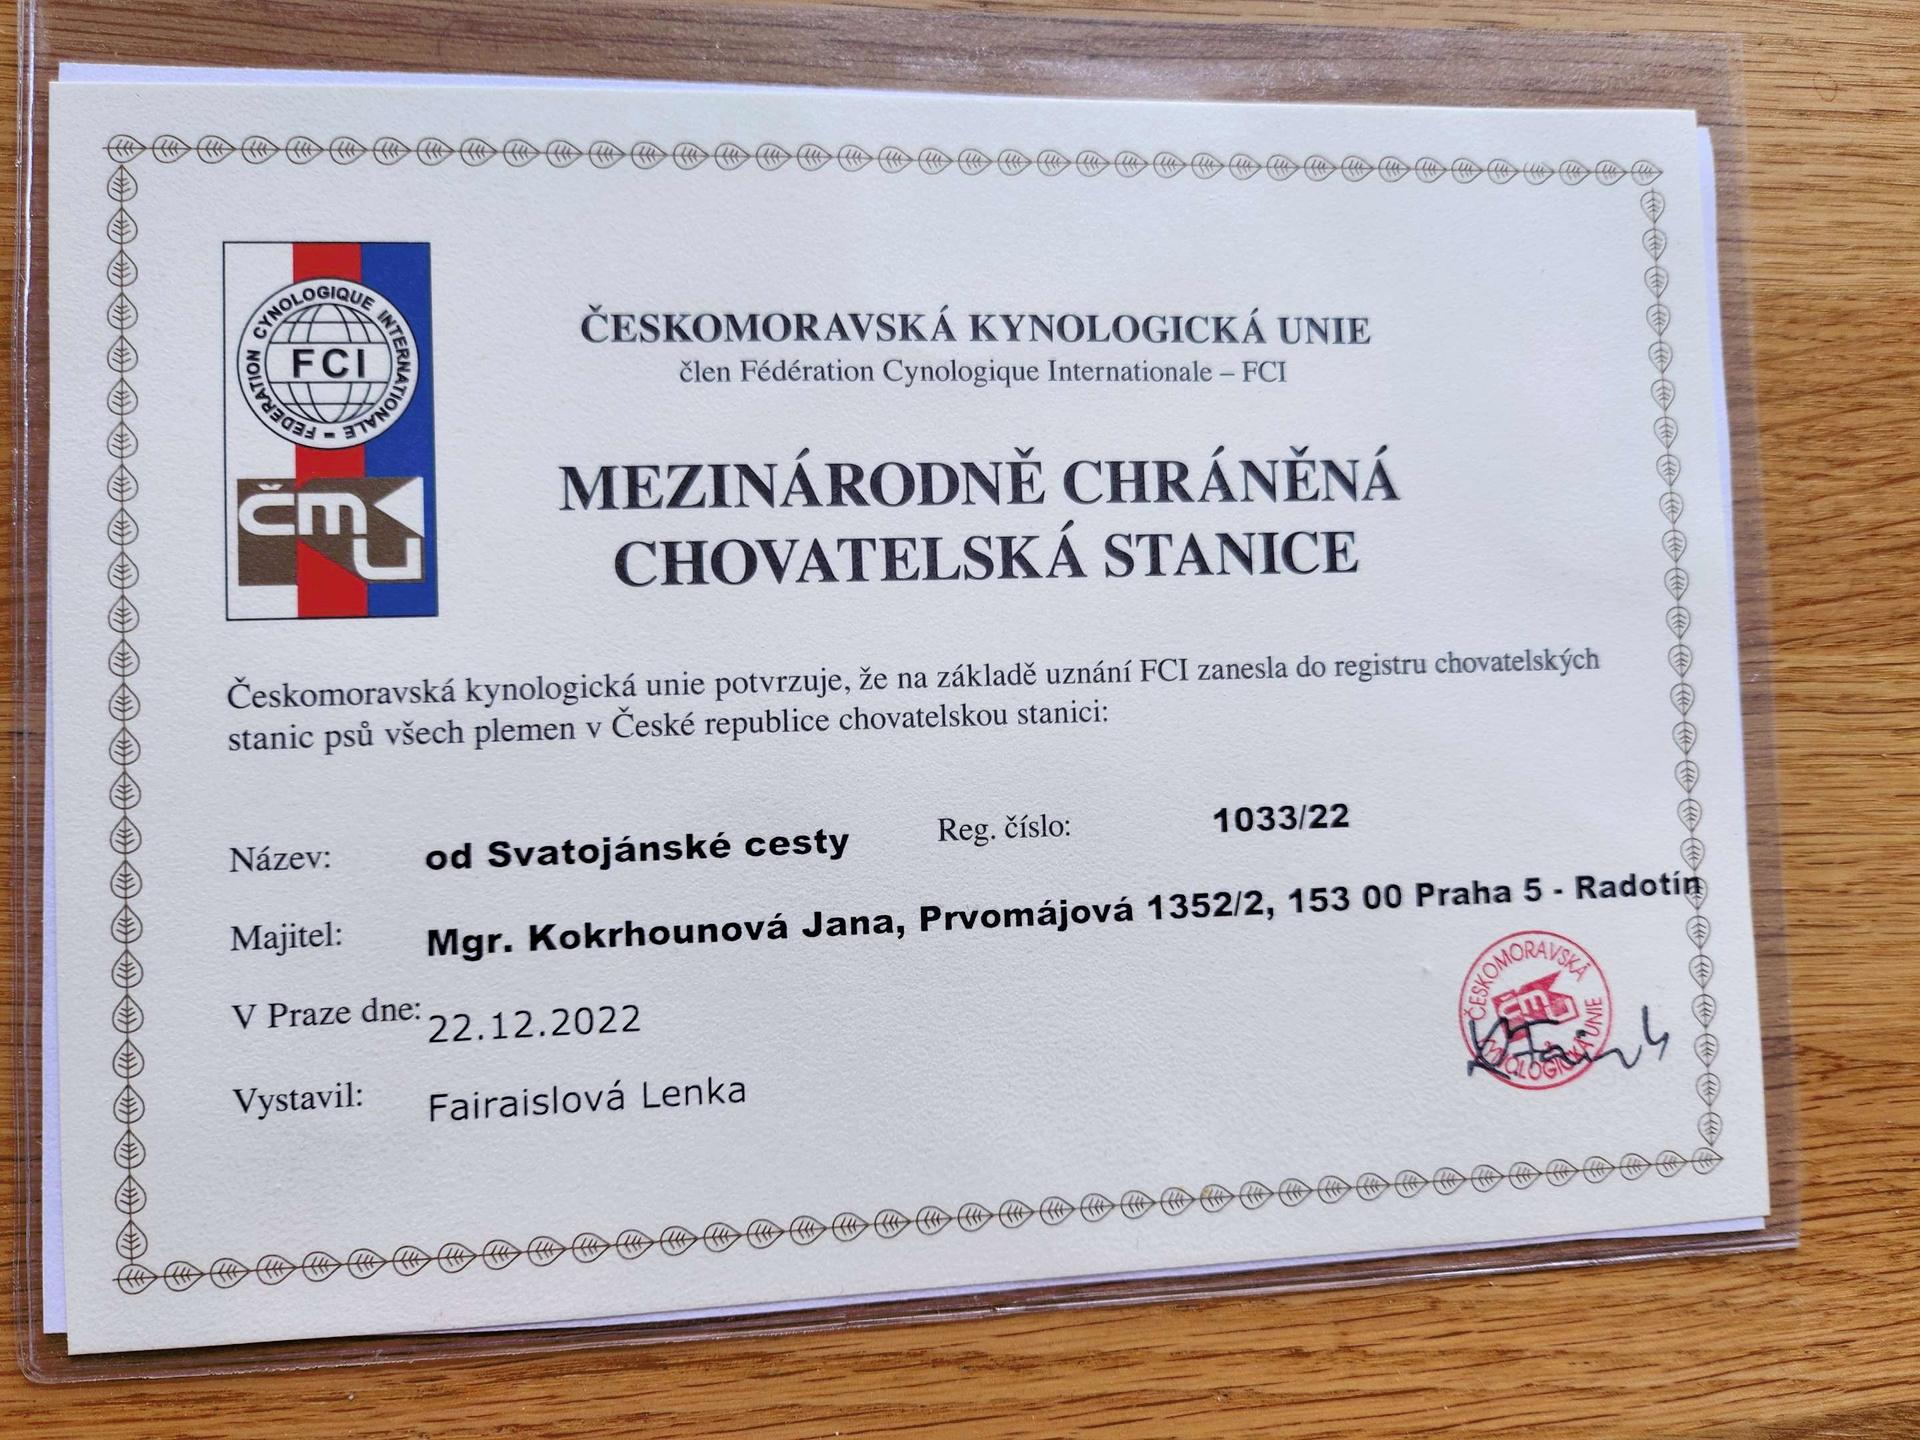 FEDERATION CYNOLOGIQUE INTERNATIONALE –
FCI
ČMKU
ČESKOMORAVSKÁ KYNOLOGICKÁ UNIE
člen Fédération Cynologique Internationale – FCI
MEZINÁRODNĚ CHRÁNĚNÁ
CHOVATELSKÁ STANICE
Českomoravská kynologická unie potvrzuje, že na základě uznání FCI zanesla do registru chovatelských
stanic psů všech plemen v České republice chovatelskou stanici:
Název: od Svatojánské cesty Reg. číslo: 1033/22
Majitel: Mgr. Kokrhounová Jana, Prvomájová 1352/2, 153 00 Praha 5 - Radotín
V Praze dne: 22.12.2022
Vystavil: Fairaislová Lenka
ČESKOMORAVSKÁ KYNOLOGICKÁ UNIE